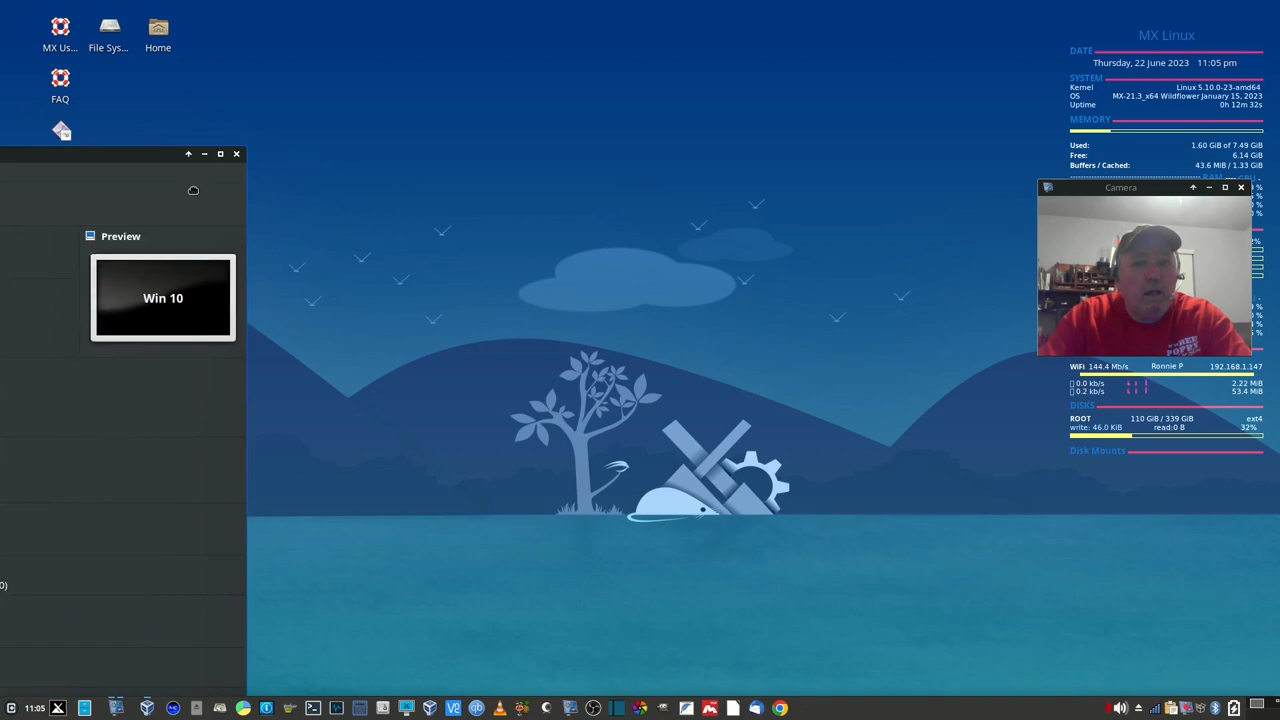 MX Us...
File Sys...
Home
FAQ
Preview
Win 10
0)
MX Linux
DATE
Thursday, 22 June 2023 11:05 pm
SYSTEM
Kernel Linux 5.10.0-23-amd64
OS MX-21.3_x64 Wildflower January 15, 2023
Uptime 0h 12m 32s
MEMORY
Used: 1.60 GiB of 7.49 GiB
Free: 6.14 GiB
Buffers / Cached: 43.6 MiB / 1.33 GiB
Camera
RED
POPPY
WiFi 144.4 Mb/s Ronnie P 192.168.1.147
0.0 kb/s 2.22 MiB
0.2 kb/s 53.4 MiB
DISKS
ROOT 110 GiB / 339 GiB ext4
write: 46.0 KiB read:0 B 32%
Disk Mounts
11:05